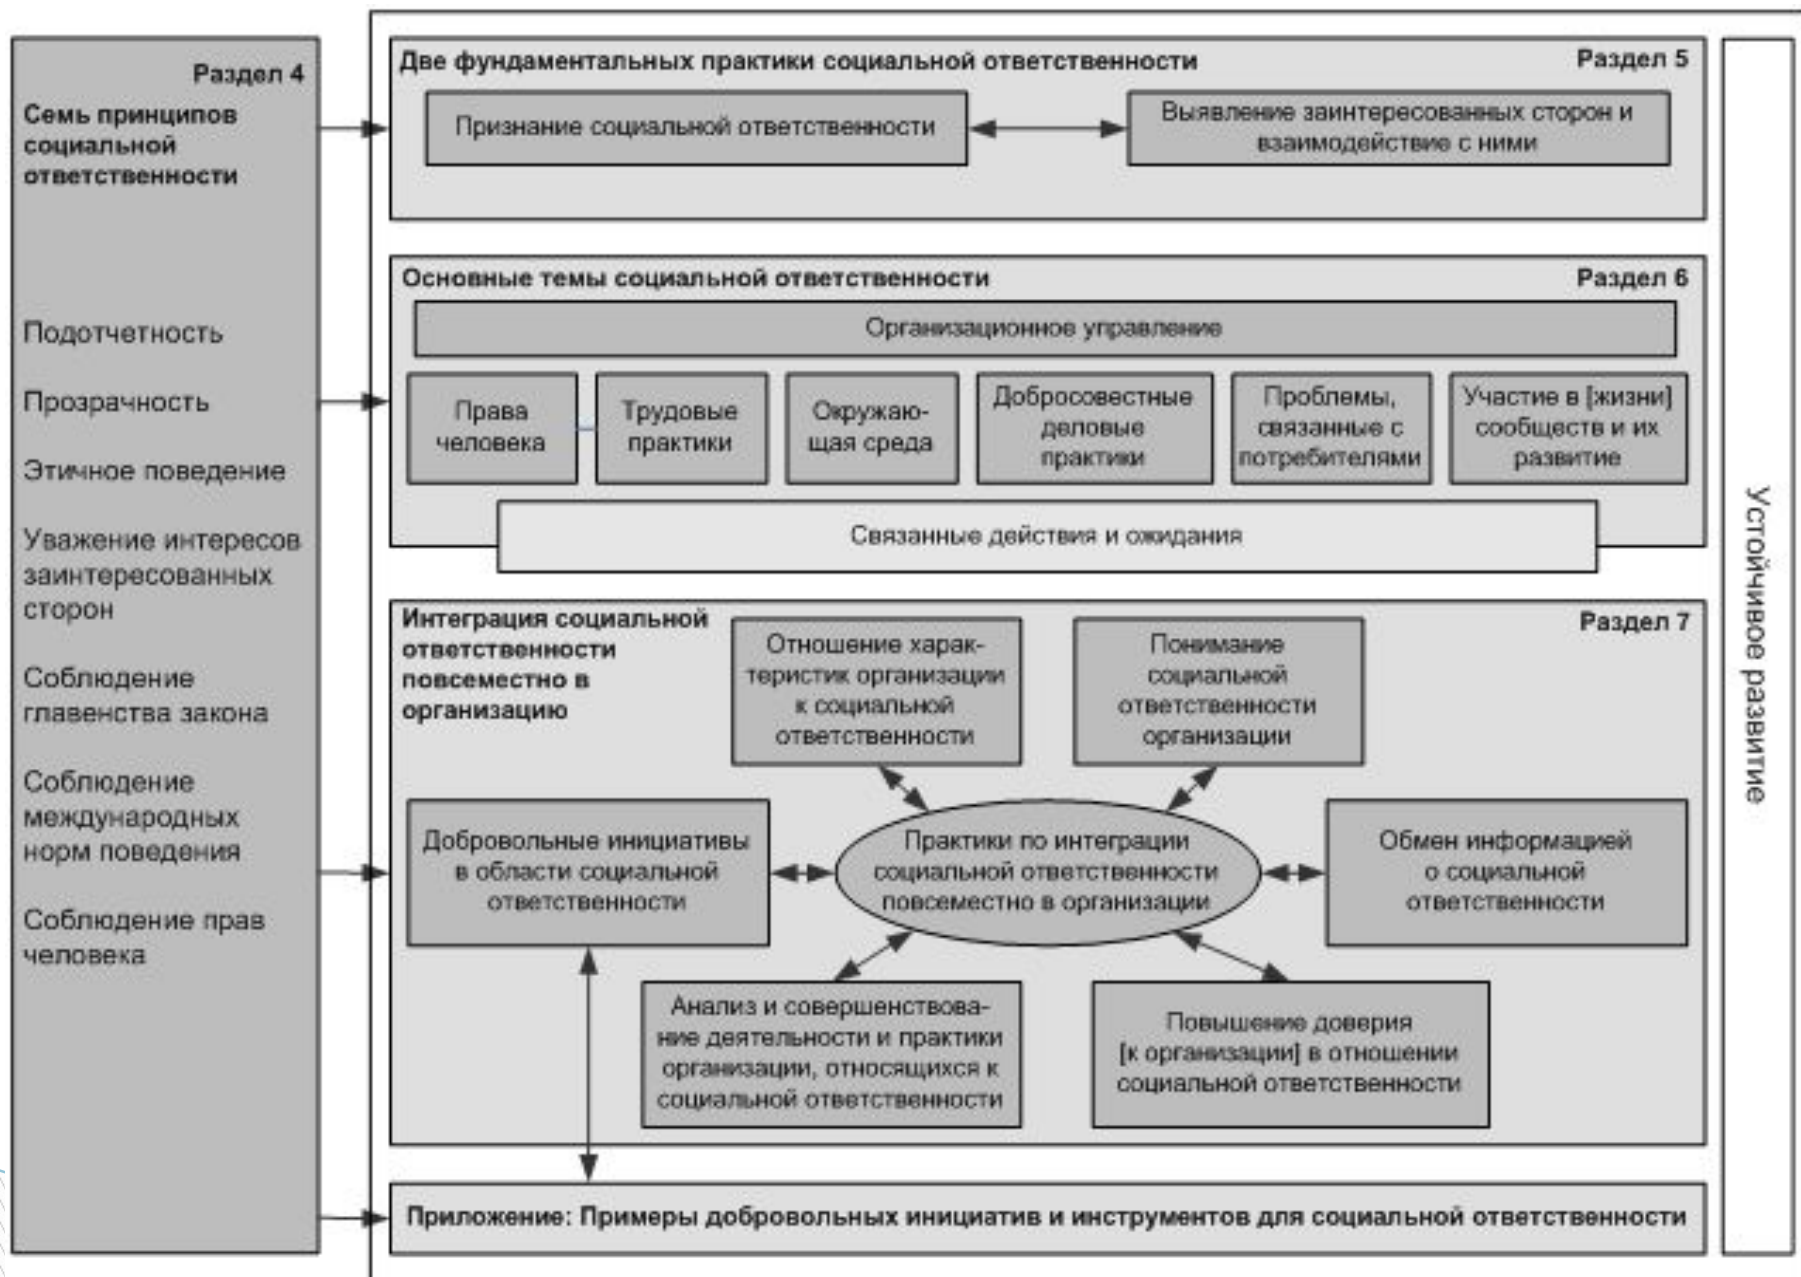 Раздел 4
Семь принципов
социальной
ответственности
Подотчетность
Прозрачность
Этичное поведение
Уважение интересов
заинтересованных
сторон
Соблюдение
главенства закона
Соблюдение
международных
норм поведения
Соблюдение прав
человека
Две фундаментальных практики социальной ответственности
Раздел 5
Признание социальной ответственности
Выявление заинтересованных сторон и
взаимодействие с ними
Основные темы социальной ответственности
Раздел 6
Организационное управление
Права
человека
Трудовые
практики
Окружаю-
щая среда
Добросовестные
деловые
практики
Проблемы,
связанные с
потребителями
Участие в [жизни]
сообществ и их
развитие
Связанные действия и ожидания
Интеграция социальной
ответственности
повсеместно в
организацию
Раздел 7
Отношение харак-
теристик организации
к социальной
ответственности
Понимание
социальной
ответственности
организации
Добровольные инициативы
в области социальной
ответственности
Практики по интеграции
социальной ответственности
повсеместно в организации
Обмен информацией
о социальной
ответственности
Анализ и совершенствова-
ние деятельности и практики
организации, относящихся к
социальной ответственности
Повышение доверия
[к организации] в отношении
социальной ответственности
Приложение: Примеры добровольных инициатив и инструментов для социальной ответственности
Устойчивое развитие